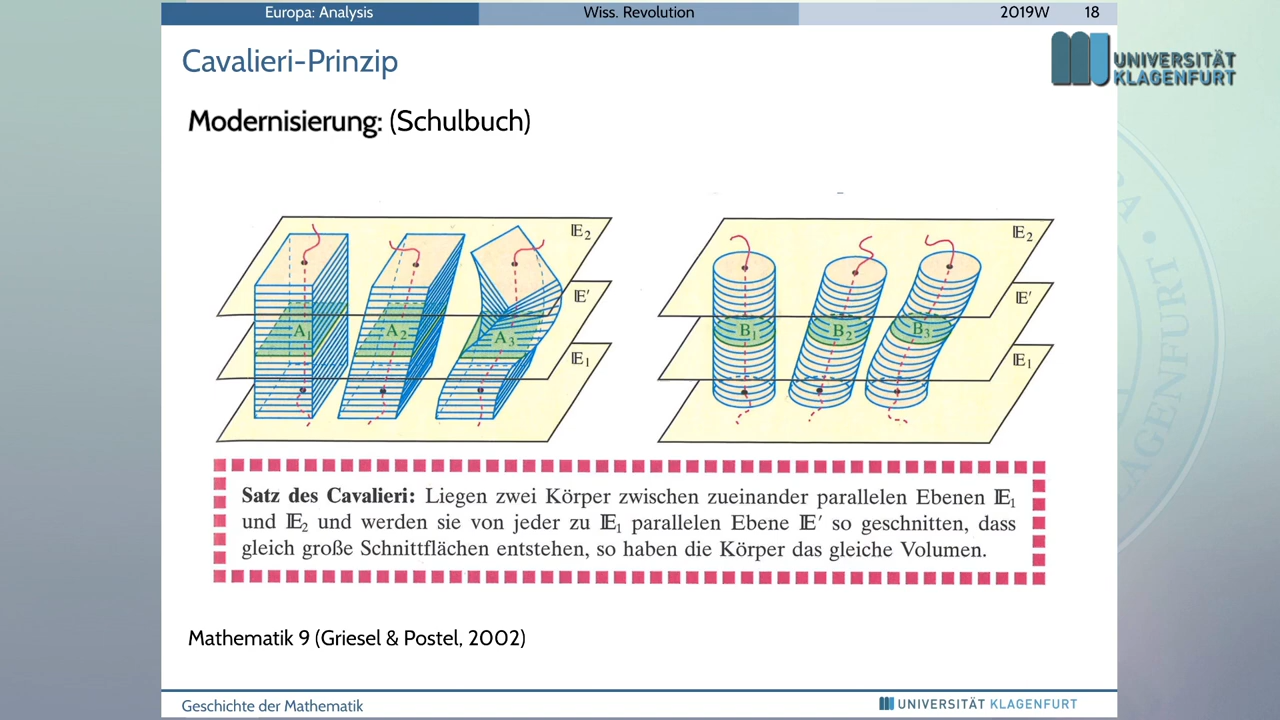 Europa: Analysis
Wiss. Revolution
2019W 18
Cavalieri-Prinzip
UNIVERSITÄT
KLAGENFURT
Modernisierung: (Schulbuch)
𝔼₂
𝔼′
𝔼₁
A₁
A₂
A₃
𝔼₂
𝔼′
𝔼₁
B₁
B₂
B₃
Satz des Cavalieri: Liegen zwei Körper zwischen zueinander parallelen Ebenen 𝔼₁
und 𝔼₂ und werden sie von jeder zu 𝔼₁ parallelen Ebene 𝔼′ so geschnitten, dass
gleich große Schnittflächen entstehen, so haben die Körper das gleiche Volumen.
Mathematik 9 (Griesel & Postel, 2002)
Geschichte der Mathematik
UNIVERSITÄT KLAGENFURT